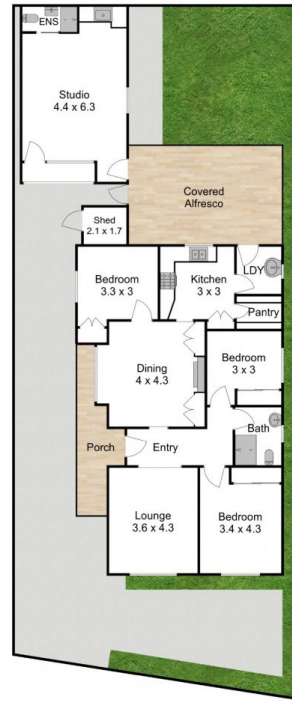 ENS
Studio
4.4 x 6.3
Covered
Alfresco
Shed
2.1 x 1.7
Bedroom
3.3 x 3
Kitchen
3 x 3
LDY
Pantry
Dining
4 x 4.3
Bedroom
3 x 3
Porch
Entry
Bath
Lounge
3.6 x 4.3
Bedroom
3.4 x 4.3